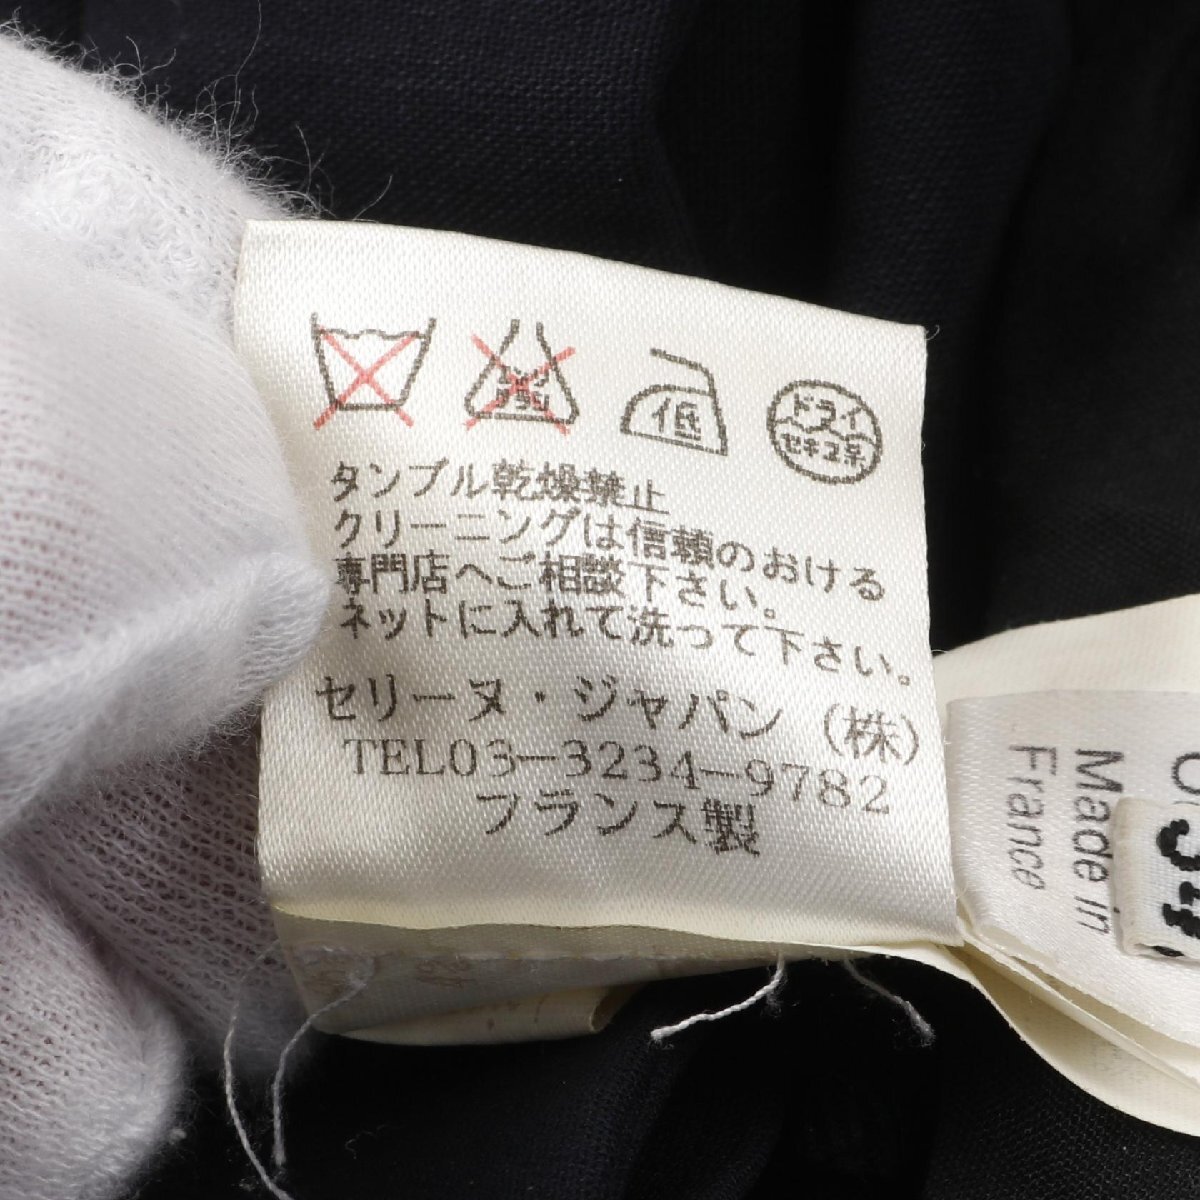 低
ドライ
セキユ系
タンブル乾燥禁止
クリーニングは信頼のおける
専門店へご相談下さい。
ネットに入れて洗って下さい。
セリーヌ・ジャパン(株)
TEL03-3234-9782
フランス製
Made in
France